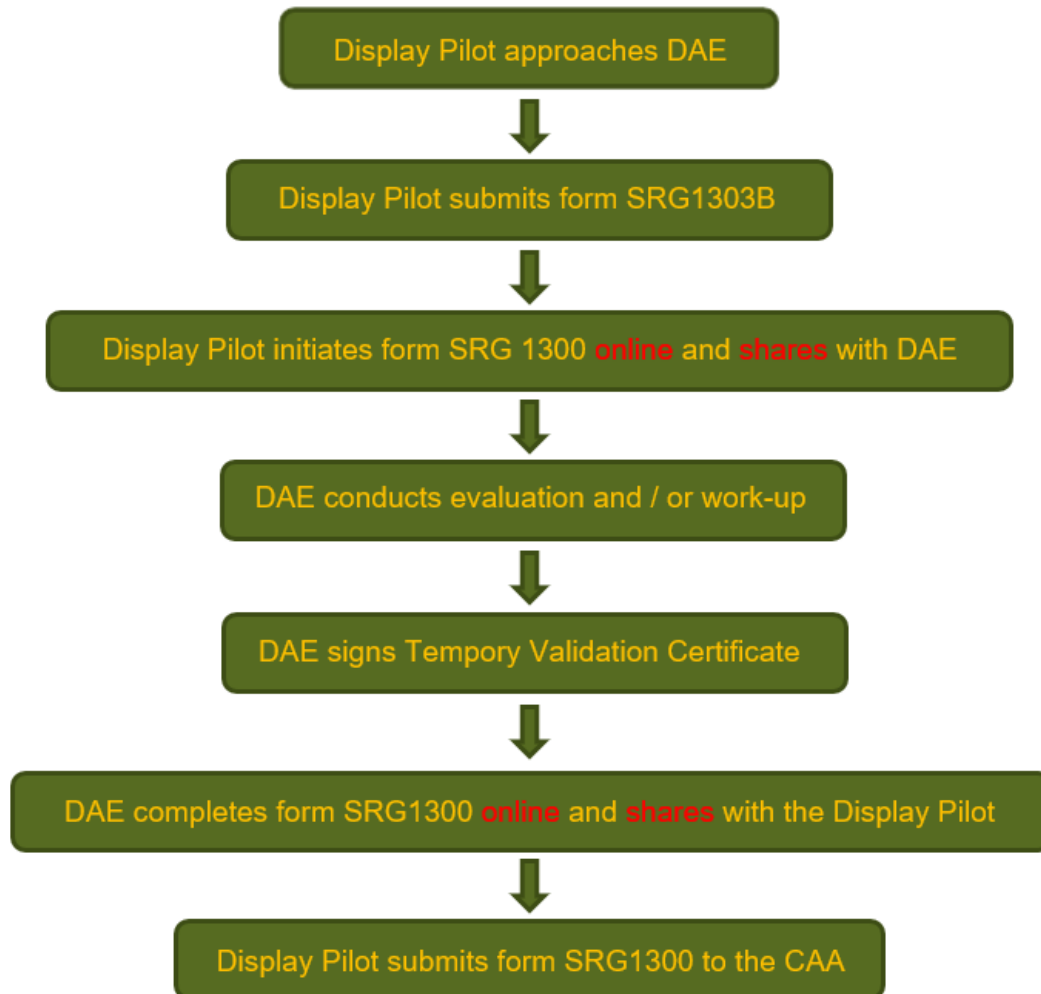 Display Pilot approaches DAE
Display Pilot submits form SRG1303B
Display Pilot initiates form SRG 1300 online and shares with DAE
DAE conducts evaluation and / or work-up
DAE signs Tempory Validation Certificate
DAE completes form SRG1300 online and shares with the Display Pilot
Display Pilot submits form SRG1300 to the CAA